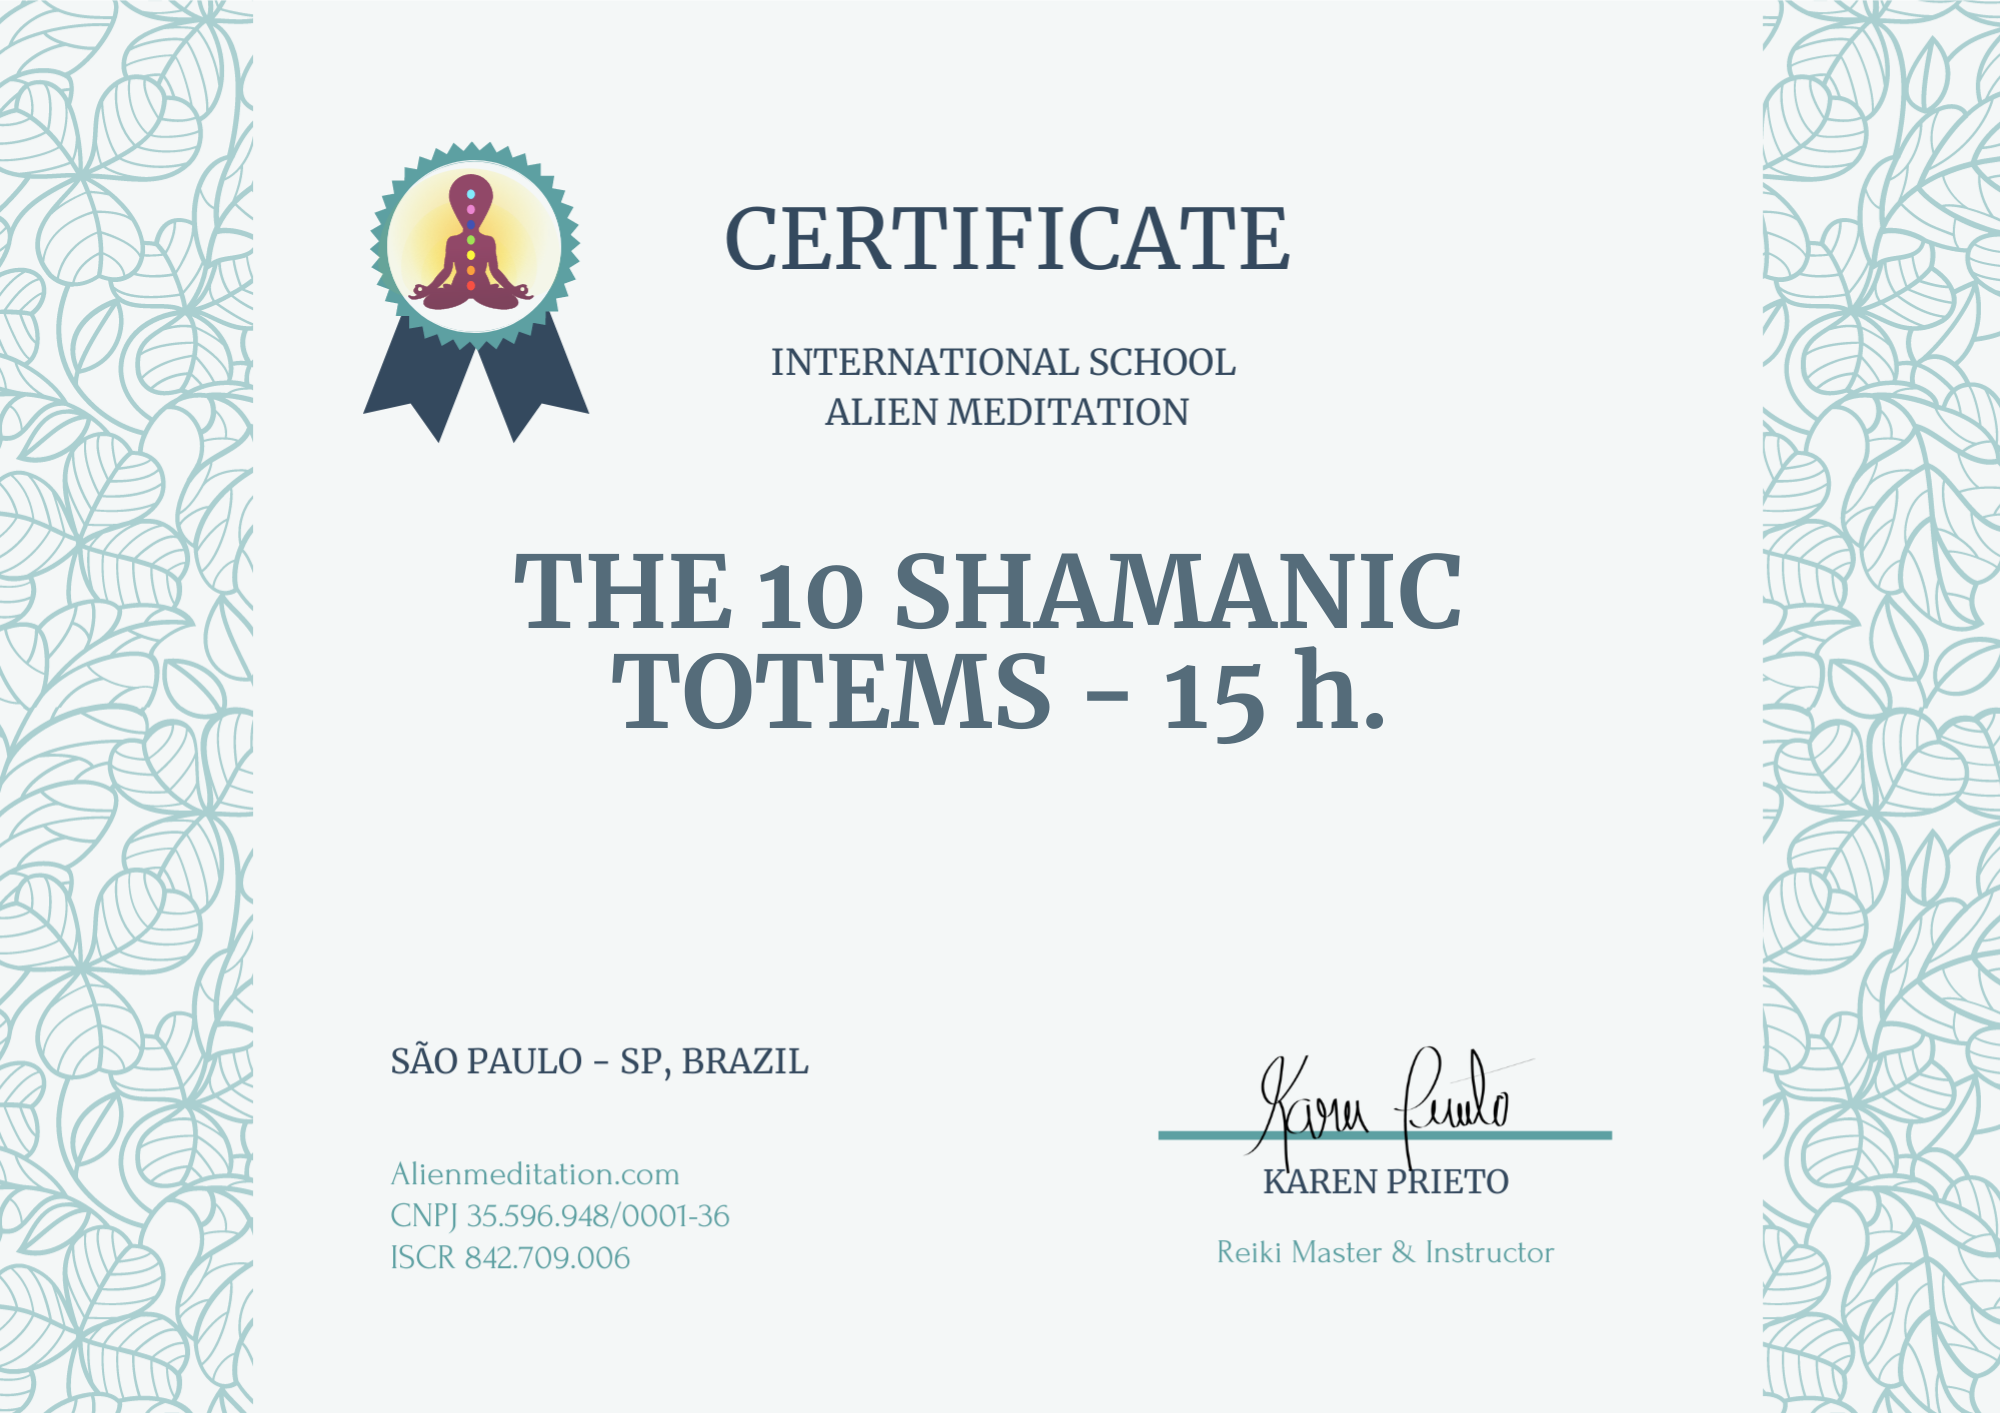 CERTIFICATE
INTERNATIONAL SCHOOL
ALIEN MEDITATION
THE 10 SHAMANIC
TOTEMS - 15 h.
SÃO PAULO - SP, BRAZIL
Alienmeditation.com
CNPJ 35.596.948/0001-36
ISCR 842.709.006
Karen Prieto
KAREN PRIETO
Reiki Master & Instructor